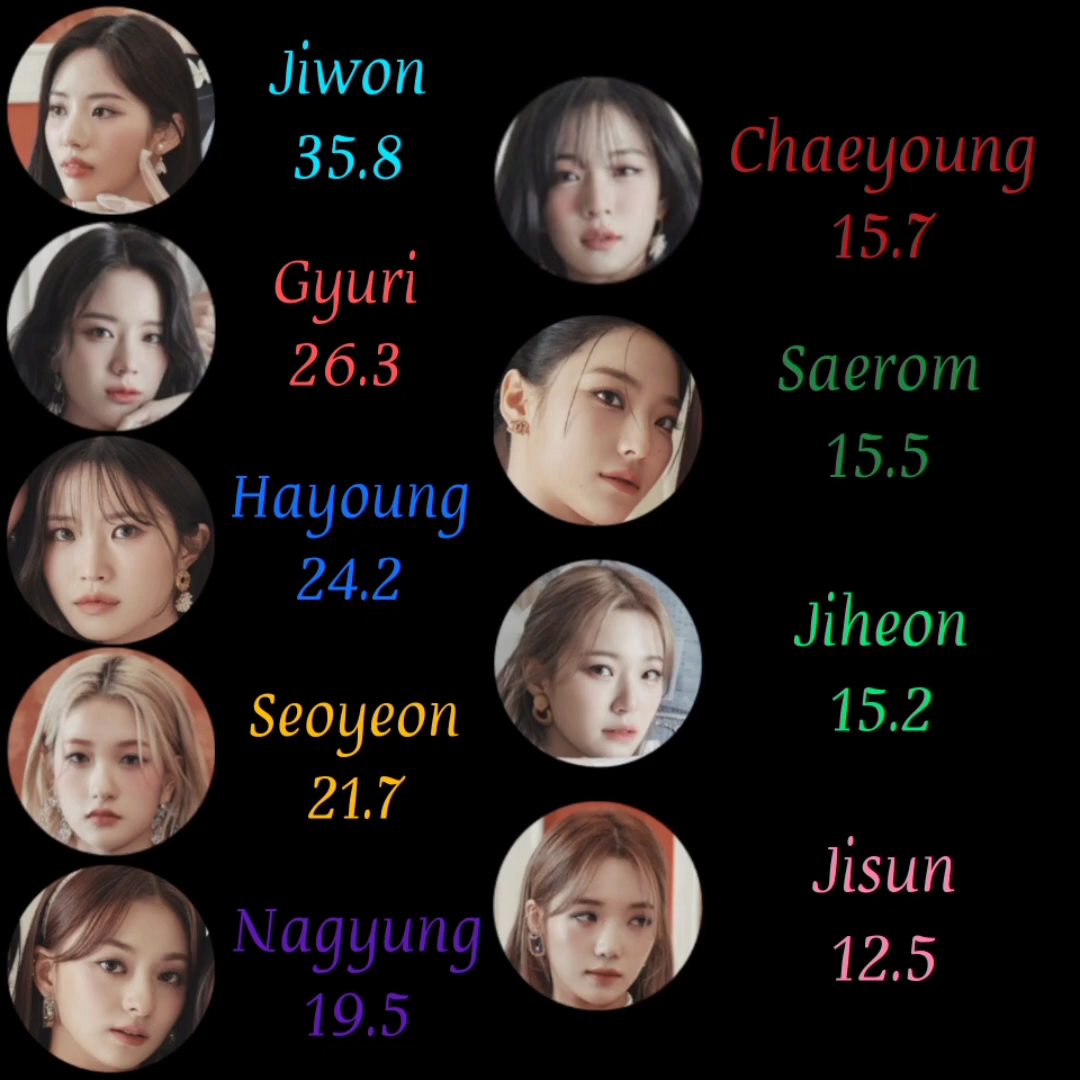 Jiwon
35.8
Gyuri
26.3
Hayoung
24.2
Seoyeon
21.7
Nagyung
19.5
Chaeyoung
15.7
Saerom
15.5
Jiheon
15.2
Jisun
12.5